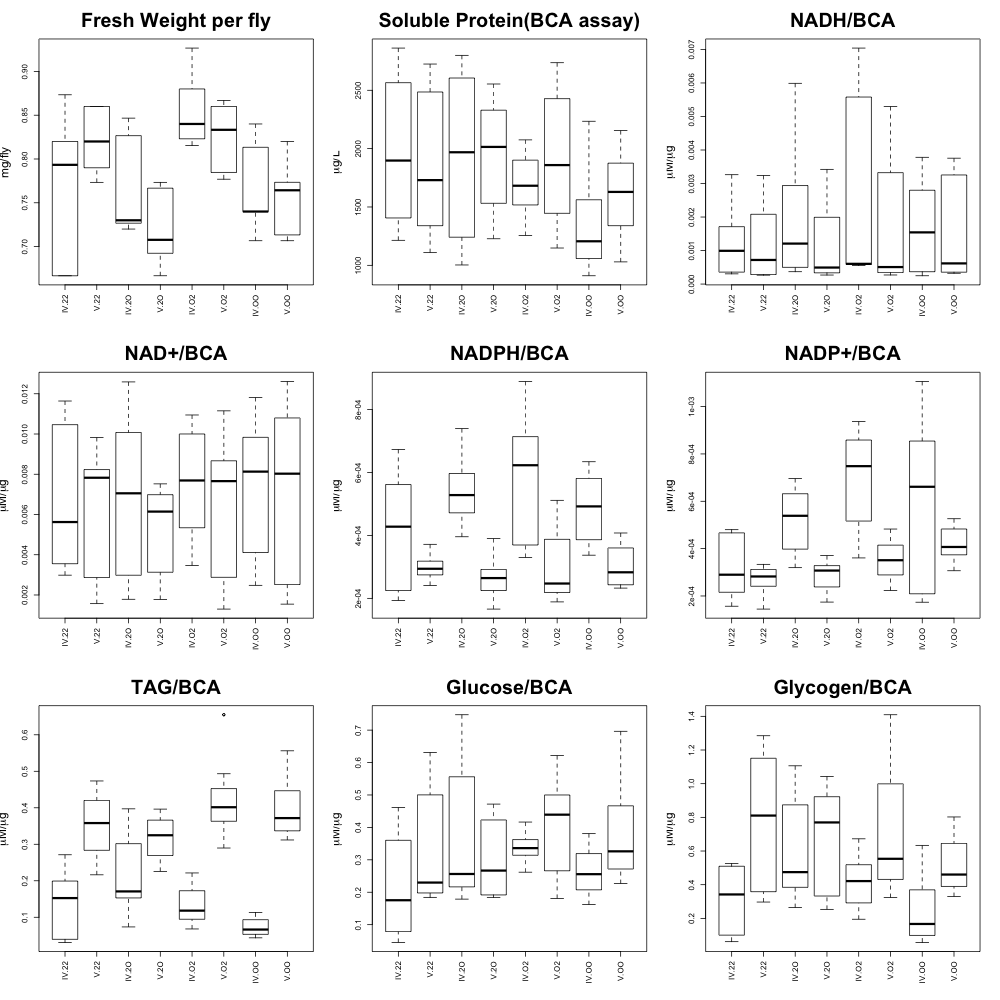 Fresh Weight per fly
Soluble Protein(BCA assay)
NADH/BCA
mg/fly
0.70
0.75
0.80
0.85
0.90
IV.22
V.22
IV.2O
V.2O
IV.O2
V.O2
IV.OO
V.OO
µg/L
1000
1500
2000
2500
IV.22
V.22
IV.2O
V.2O
IV.O2
V.O2
IV.OO
V.OO
µM/µg
0.000
0.001
0.002
0.003
0.004
0.005
0.006
0.007
IV.22
V.22
IV.2O
V.2O
IV.O2
V.O2
IV.OO
V.OO
NAD+/BCA
NADPH/BCA
NADP+/BCA
µM/µg
0.002
0.004
0.006
0.008
0.010
0.012
IV.22
V.22
IV.2O
V.2O
IV.O2
V.O2
IV.OO
V.OO
µM/µg
2e-04
4e-04
6e-04
8e-04
IV.22
V.22
IV.2O
V.2O
IV.O2
V.O2
IV.OO
V.OO
µM/µg
2e-04
4e-04
6e-04
8e-04
1e-03
IV.22
V.22
IV.2O
V.2O
IV.O2
V.O2
IV.OO
V.OO
TAG/BCA
Glucose/BCA
Glycogen/BCA
µM/µg
0.1
0.2
0.3
0.4
0.5
0.6
IV.22
V.22
IV.2O
V.2O
IV.O2
V.O2
IV.OO
V.OO
µM/µg
0.1
0.2
0.3
0.4
0.5
0.6
0.7
IV.22
V.22
IV.2O
V.2O
IV.O2
V.O2
IV.OO
V.OO
µM/µg
0.2
0.4
0.6
0.8
1.0
1.2
1.4
IV.22
V.22
IV.2O
V.2O
IV.O2
V.O2
IV.OO
V.OO